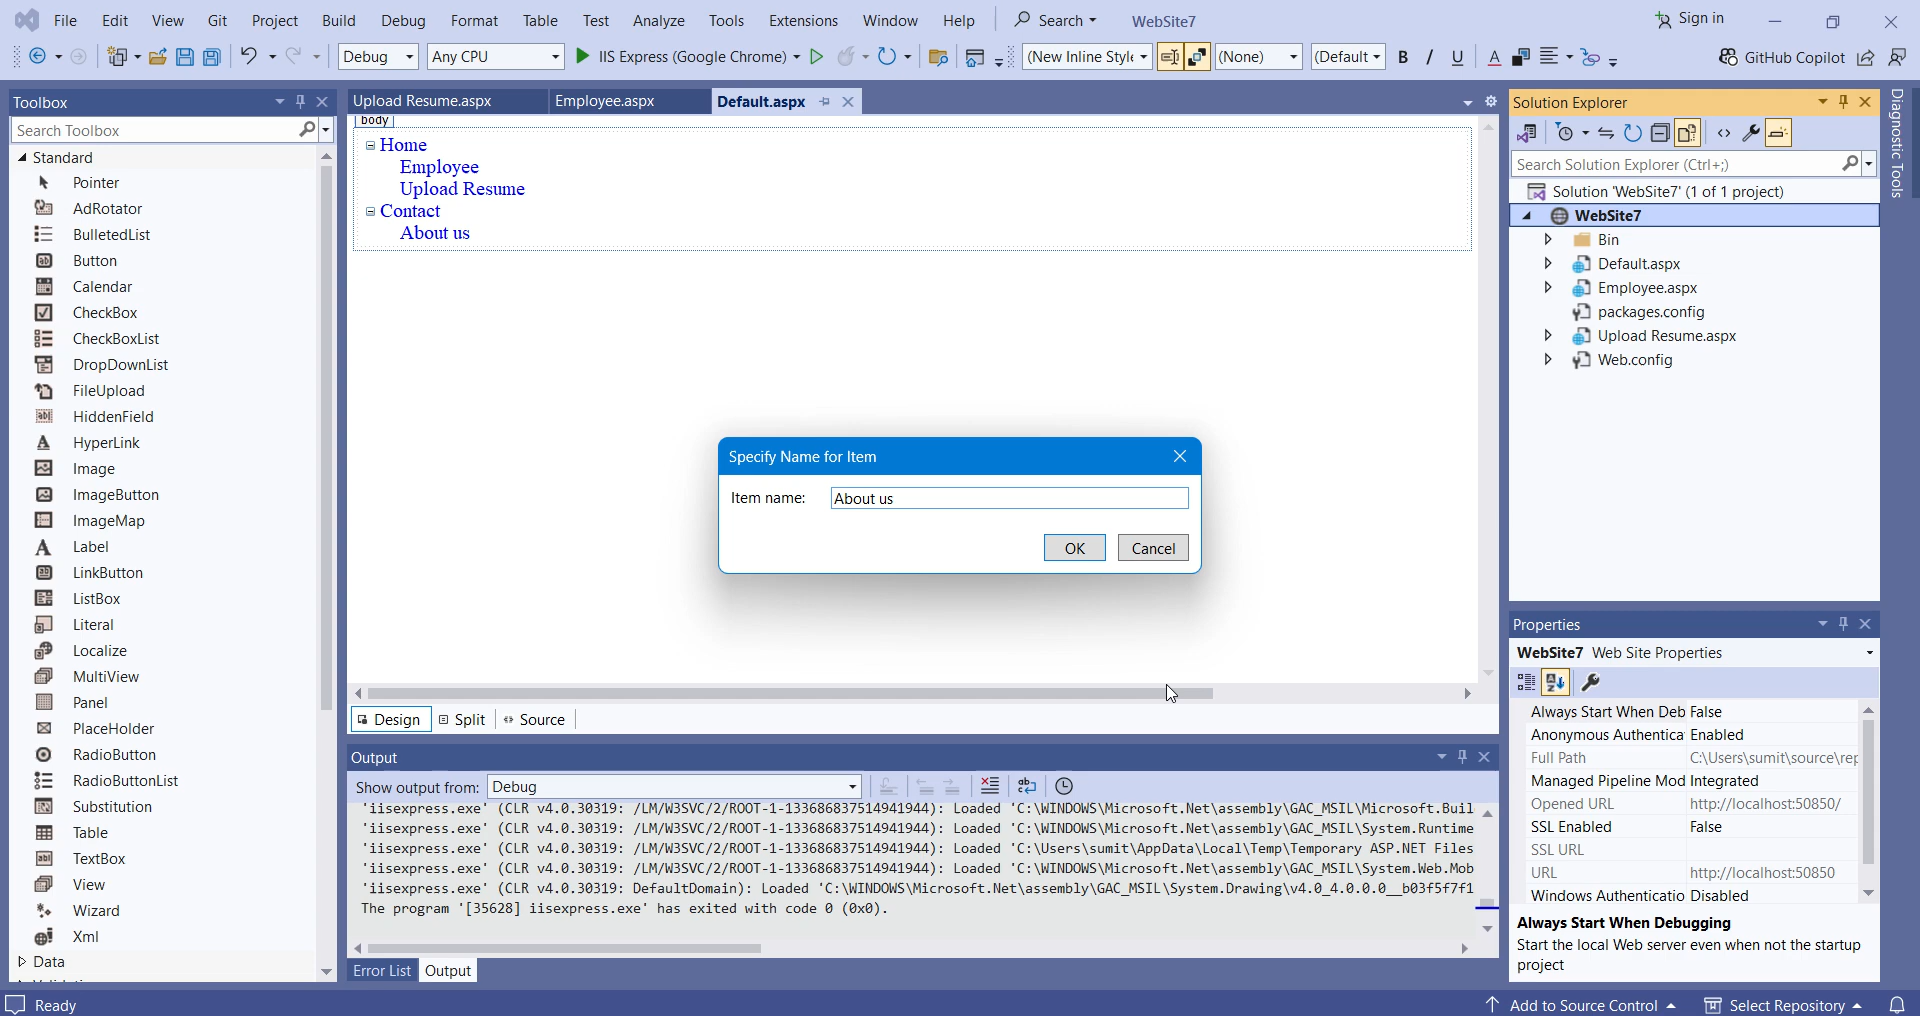 File Edit View Git Project Build Debug Format Table Test Analyze Tools Extensions Window Help Search WebSite7 Sign in
Debug Any CPU IIS Express (Google Chrome) (New Inline Style (None) (Default B I U A GitHub Copilot
Toolbox
Search Toolbox
Standard
Pointer
AdRotator
BulletedList
Button
Calendar
CheckBox
CheckBoxList
DropDownList
FileUpload
HiddenField
HyperLink
Image
ImageButton
ImageMap
Label
LinkButton
ListBox
Literal
Localize
MultiView
Panel
PlaceHolder
RadioButton
RadioButtonList
Substitution
Table
TextBox
View
Wizard
Xml
Data
Upload Resume.aspx Employee.aspx Default.aspx
body
Home
Employee
Upload Resume
Contact
About us
Specify Name for Item
Item name: About us
OK Cancel
Design Split Source
Output
Show output from: Debug
'iisexpress.exe' (CLR v4.0.30319: /LM/W3SVC/2/ROOT-1-133686837514941944): Loaded 'C:\WINDOWS\Microsoft.Net\assembly\GAC_MSIL\Microsoft.Buil
'iisexpress.exe' (CLR v4.0.30319: /LM/W3SVC/2/ROOT-1-133686837514941944): Loaded 'C:\WINDOWS\Microsoft.Net\assembly\GAC_MSIL\System.Runtime
'iisexpress.exe' (CLR v4.0.30319: /LM/W3SVC/2/ROOT-1-133686837514941944): Loaded 'C:\Users\sumit\AppData\Local\Temp\Temporary ASP.NET Files
'iisexpress.exe' (CLR v4.0.30319: /LM/W3SVC/2/ROOT-1-133686837514941944): Loaded 'C:\WINDOWS\Microsoft.Net\assembly\GAC_MSIL\System.Web.Mob
'iisexpress.exe' (CLR v4.0.30319: DefaultDomain): Loaded 'C:\WINDOWS\Microsoft.Net\assembly\GAC_MSIL\System.Drawing\v4.0_4.0.0.0__b03f5f7f1
The program '[35628] iisexpress.exe' has exited with code 0 (0x0).
Error List Output
Solution Explorer
Search Solution Explorer (Ctrl+;)
Solution 'WebSite7' (1 of 1 project)
WebSite7
Bin
Default.aspx
Employee.aspx
packages.config
Upload Resume.aspx
Web.config
Diagnostic Tools
Properties
WebSite7 Web Site Properties
Always Start When Deb False
Anonymous Authentica Enabled
Full Path C:\Users\sumit\source\rep
Managed Pipeline Mod Integrated
Opened URL http://localhost:50850/
SSL Enabled False
SSL URL
URL http://localhost:50850
Windows Authenticatio Disabled
Always Start When Debugging
Start the local Web server even when not the startup
project
Ready Add to Source Control Select Repository